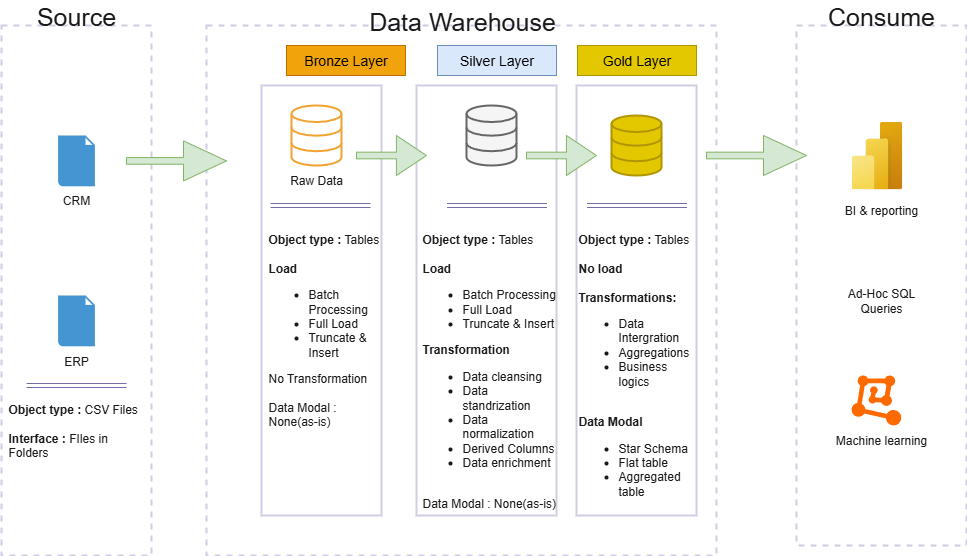 Source
Data Warehouse
Consume
Bronze Layer
Silver Layer
Gold Layer
CRM
ERP
Object type : CSV Files
Interface : FIles in
Folders
Raw Data
Object type : Tables
Load
Batch
Processing
Full Load
Truncate &
Insert
No Transformation
Data Modal :
None(as-is)
Object type : Tables
Load
Batch Processing
Full Load
Truncate & Insert
Transformation
Data cleansing
Data
standrization
Data
normalization
Derived Columns
Data enrichment
Data Modal : None(as-is)
Object type : Tables
No load
Transformations:
Data
Intergration
Aggregations
Business
logics
Data Modal
Star Schema
Flat table
Aggregated
table
BI & reporting
Ad-Hoc SQL
Queries
Machine learning